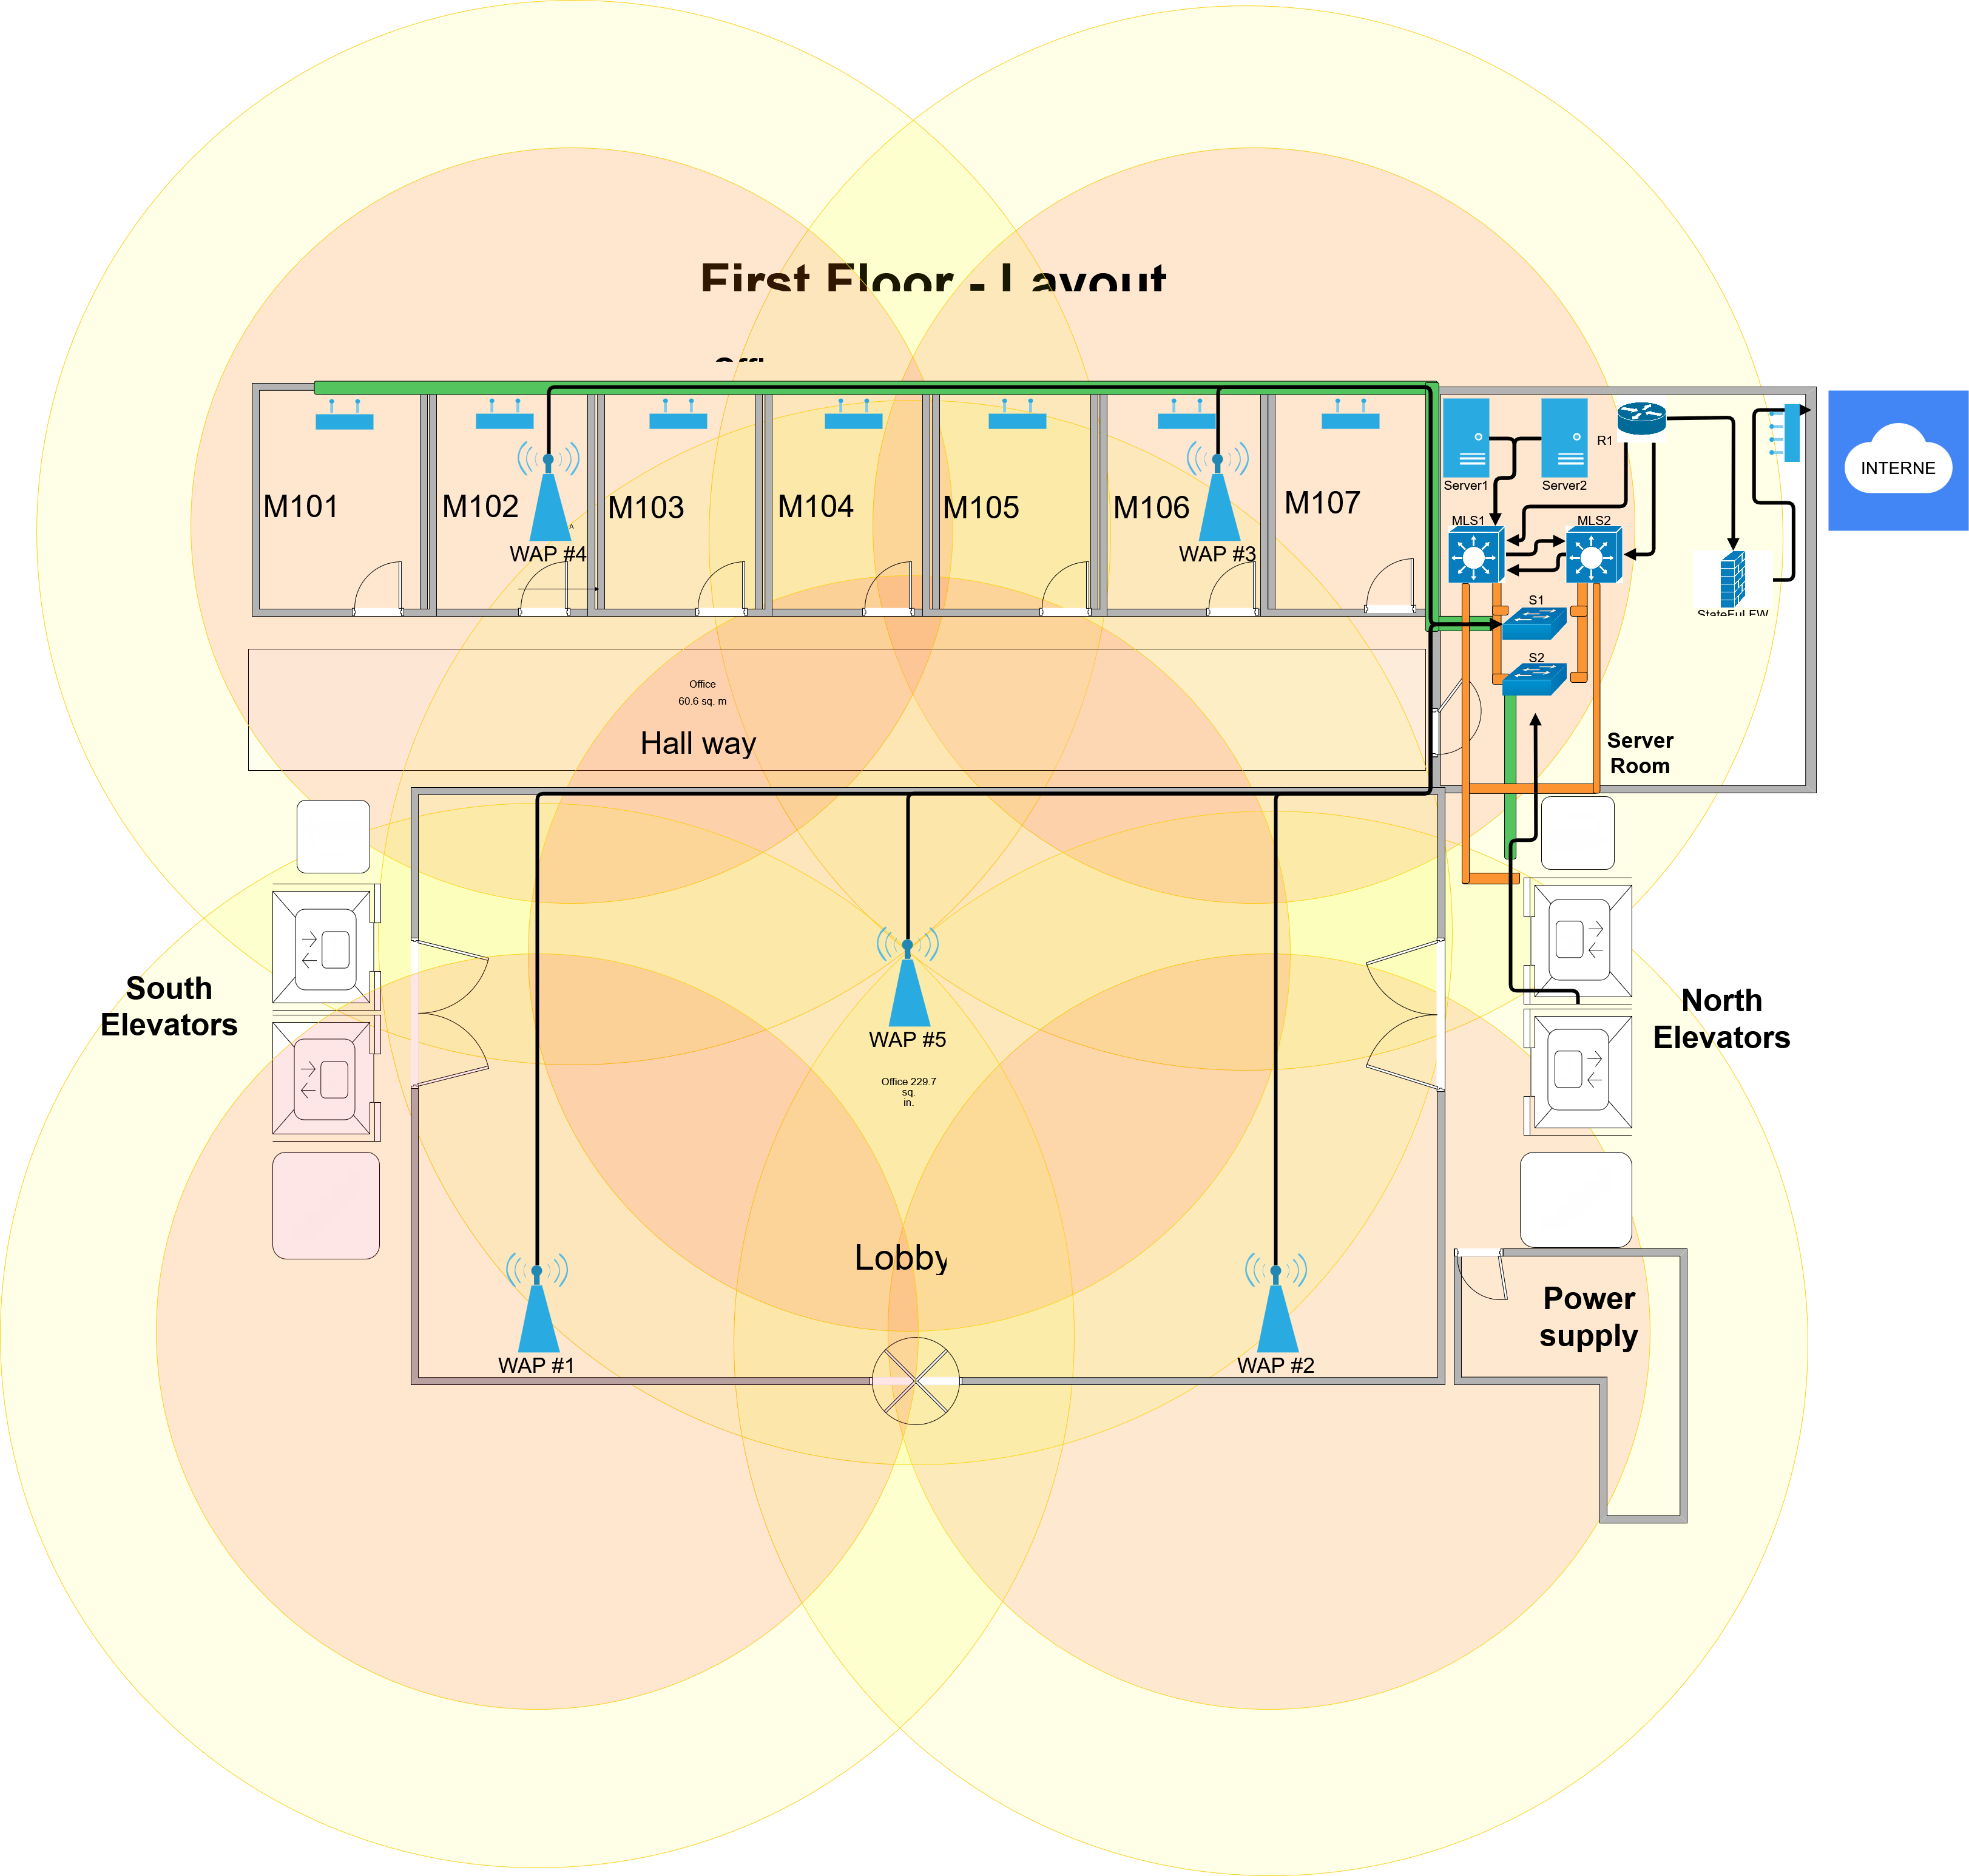 First Floor - Layout
M101
M102
M103
M104
M105
M106
M107
A
WAP #4
WAP #3
Server1
Server2
R1
INTERNE
MLS1
MLS2
S1
S2
StateFul FW
Office
60.6 sq. m
Hall way
Server
Room
South
Elevators
North
Elevators
WAP #5
Office 229.7
sq.
in.
Lobby
WAP #1
WAP #2
Power
supply